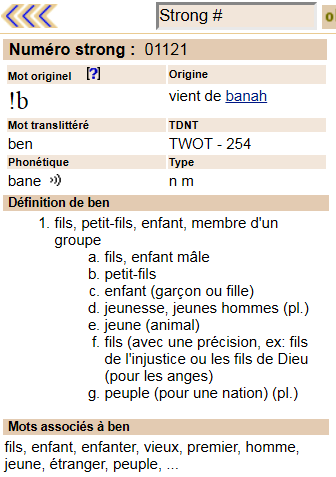 Strong #
Numéro strong : 01121
Mot originel [?] Origine
!b vient de banah
Mot translittéré TDNT
ben TWOT - 254
Phonétique Type
bane n m
Définition de ben
1. fils, petit-fils, enfant, membre d'un
groupe
a. fils, enfant mâle
b. petit-fils
c. enfant (garçon ou fille)
d. jeunesse, jeunes hommes (pl.)
e. jeune (animal)
f. fils (avec une précision, ex: fils
de l'injustice ou les fils de Dieu
(pour les anges)
g. peuple (pour une nation) (pl.)
Mots associés à ben
fils, enfant, enfanter, vieux, premier, homme,
jeune, étranger, peuple, ...